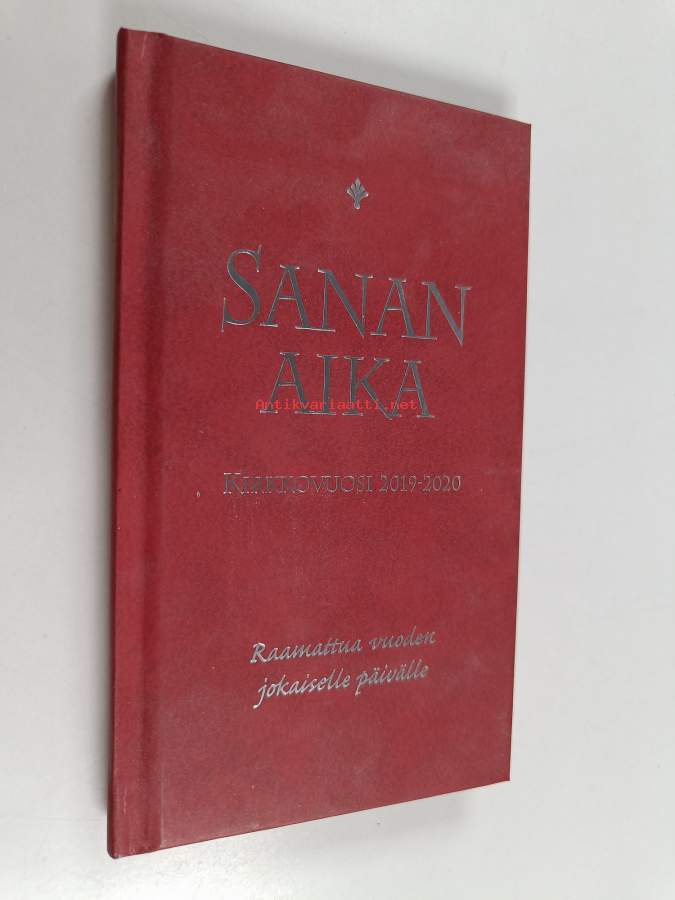 SANAN
AIKA
Antikvariaatti.net
KIRKKOVUOSI 2019-2020
Raamattua vuoden
jokaiselle päivälle